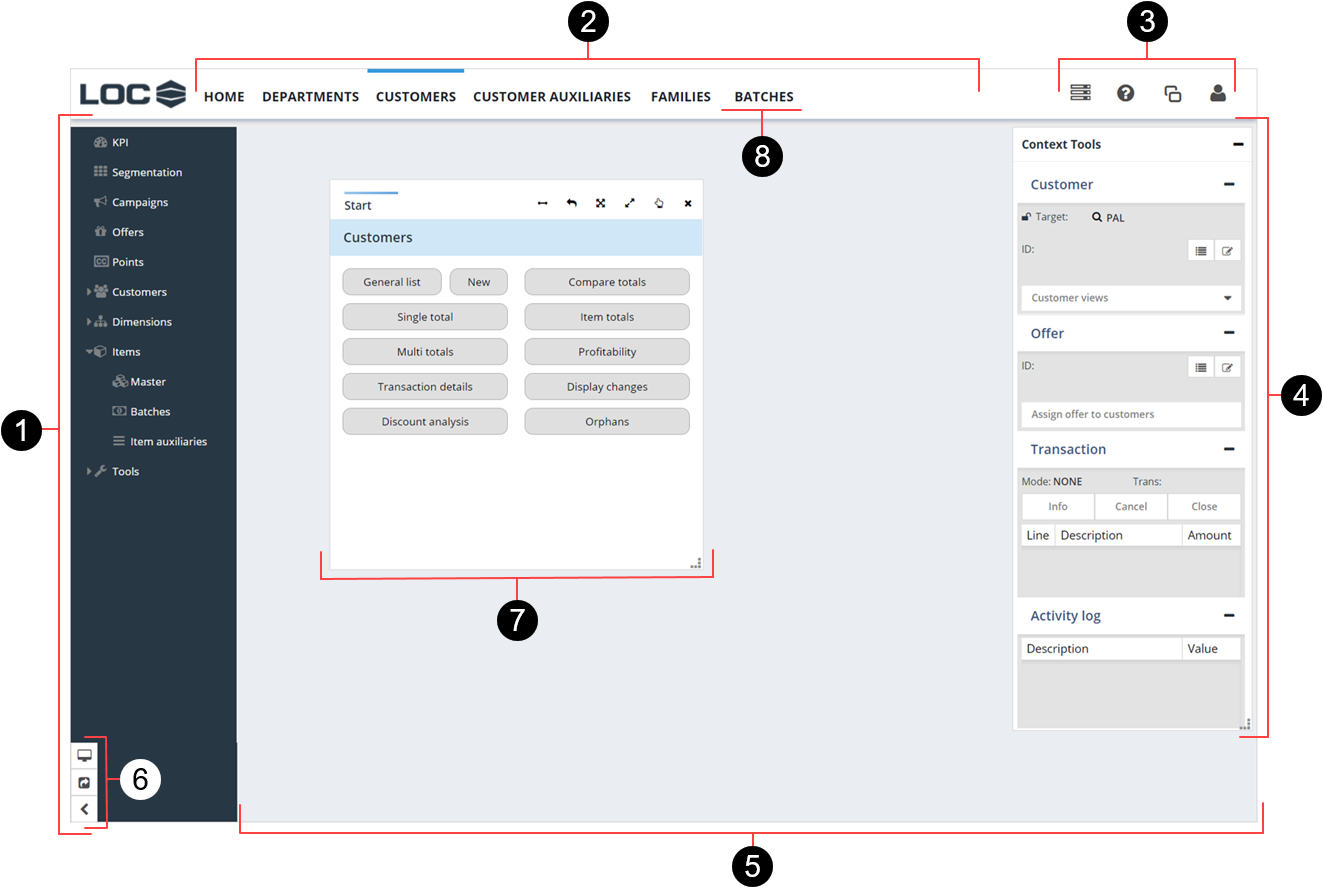 2
3
LOC
HOME DEPARTMENTS CUSTOMERS CUSTOMER AUXILIARIES FAMILIES BATCHES
8
1
KPI
Segmentation
Campaigns
Offers
Points
Customers
Dimensions
Items
Master
Batches
Item auxiliaries
Tools
6
Start
Customers
General list New Compare totals
Single total Item totals
Multi totals Profitability
Transaction details Display changes
Discount analysis Orphans
7
Context Tools
Customer
Target: PAL
ID:
Customer views
Offer
ID:
Assign offer to customers
Transaction
Mode: NONE Trans:
Info Cancel Close
Line Description Amount
Activity log
Description Value
4
5